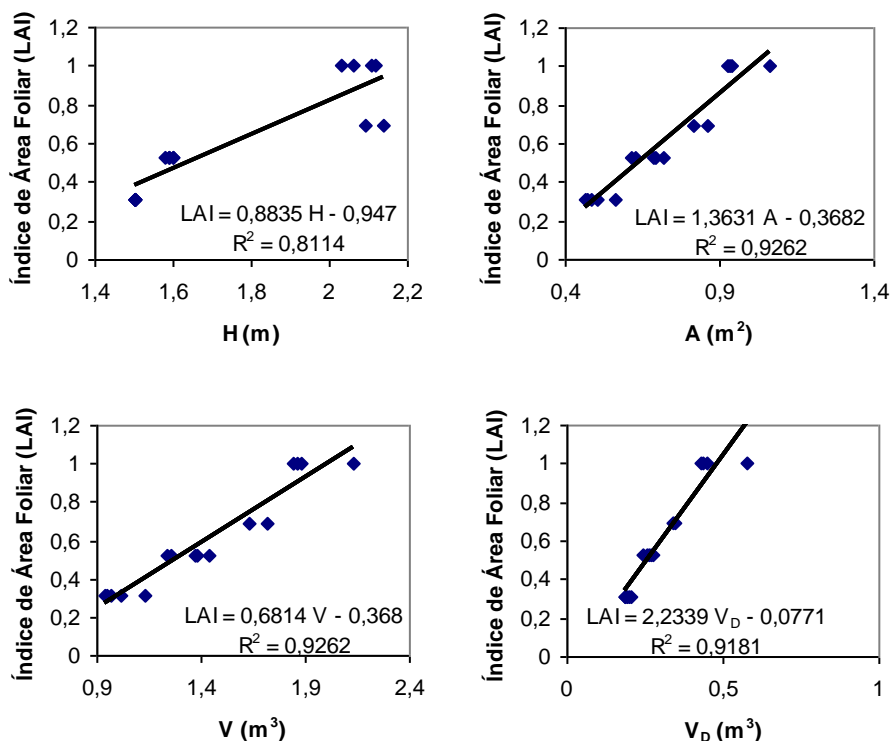 Índice de Área Foliar (LAI)
1,2
1
0,8
0,6
0,4
0,2
0
LAI = 0,8835 H - 0,947
R² = 0,8114
1,4 1,6 2 2,2
H (m)
Índice de Área Foliar (LAI)
1,2
1
0,8
0,6
0,4
0,2
0
LAI = 1,3631 A - 0,3682
R² = 0,9262
0,4 0,9 1,4
A (m²)
Índice de Área Foliar (LAI)
1,2
1
0,8
0,6
0,4
0,2
0
LAI = 0,6814 V - 0,368
R² = 0,9262
0,9 1,4 1,9 2,4
V (m³)
Índice de Área Foliar (LAI)
1,2
1
0,8
0,6
0,4
0,2
0
LAI = 2,2339 V_D - 0,0771
R² = 0,9181
0 0,5 1
V_D (m³)